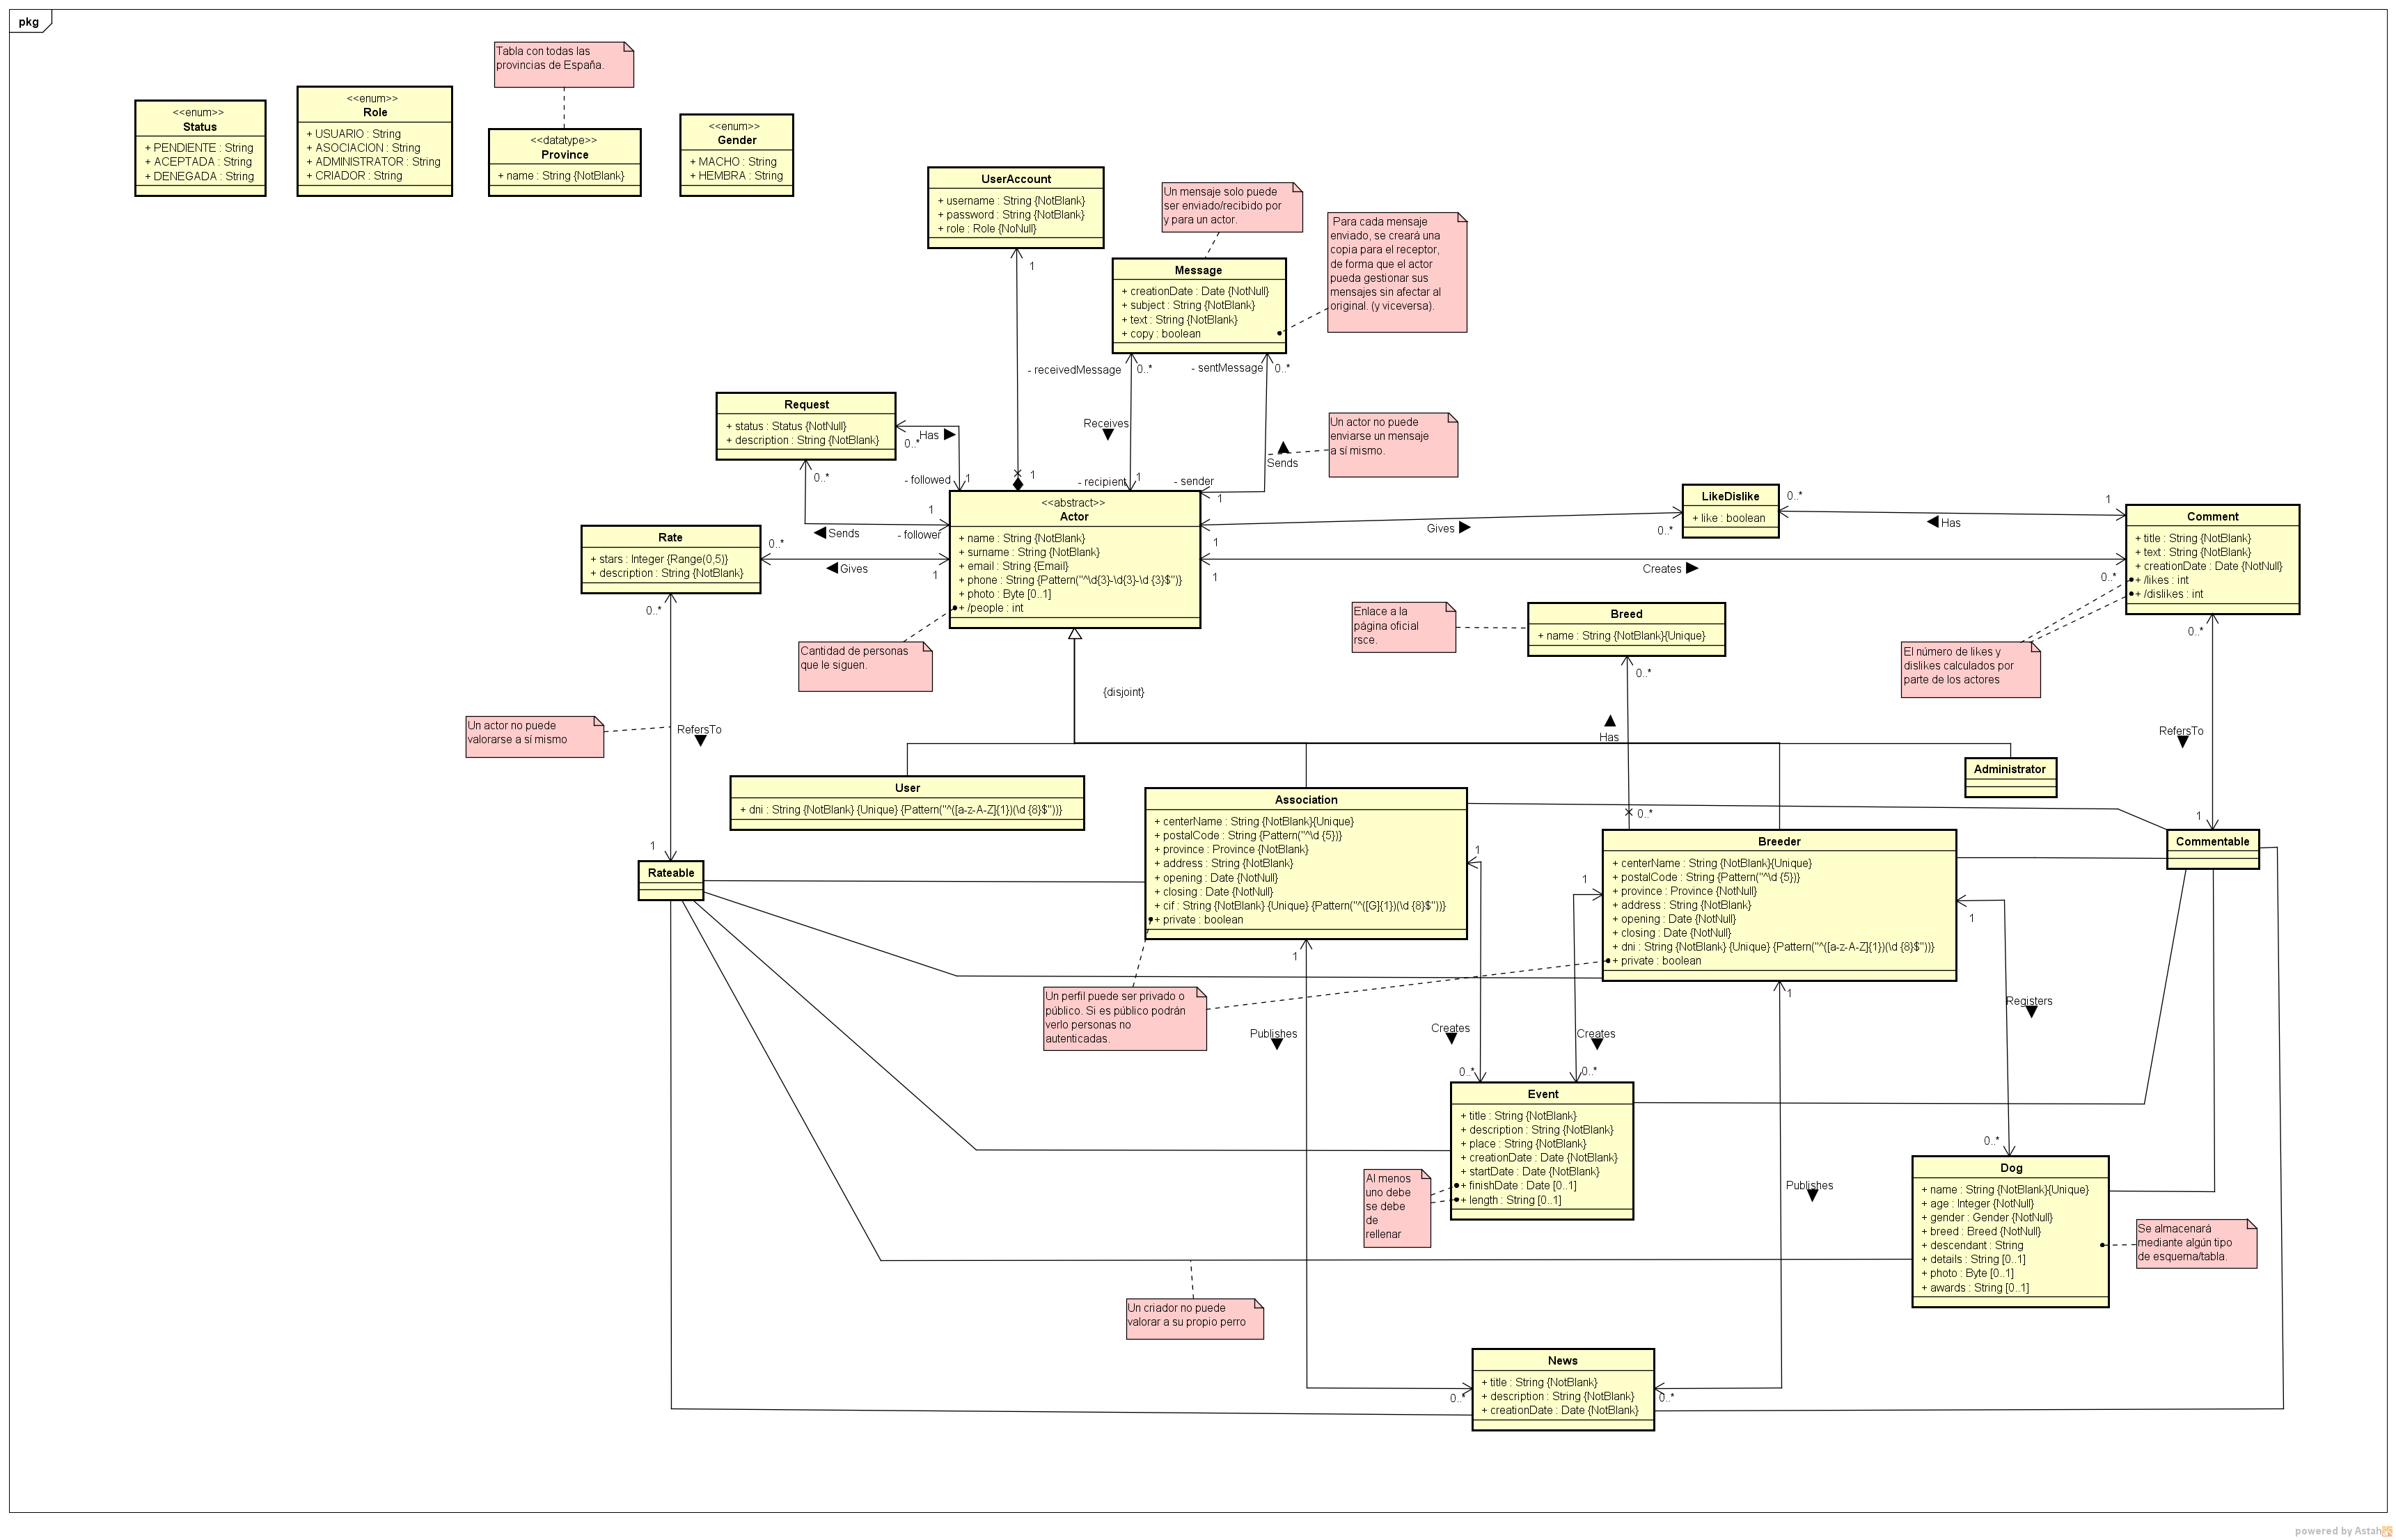 pkg
Tabla con todas las
provincias de España.
<<enum>>
Status
+ PENDIENTE : String
+ ACEPTADA : String
+ DENEGADA : String
<<enum>>
Role
+ USUARIO : String
+ ASOCIACION : String
+ ADMINISTRATOR : String
+ CRIADOR : String
<<datatype>>
Province
+ name : String {NotBlank}
<<enum>>
Gender
+ MACHO : String
+ HEMBRA : String
UserAccount
+ username : String {NotBlank}
+ password : String {NotBlank}
+ role : Role {NoNull}
1
Un mensaje solo puede
ser enviado/recibido por
y para un actor.
Para cada mensaje
enviado, se creará una
copia para el receptor,
de forma que el actor
pueda gestionar sus
mensajes sin afectar al
original. (y viceversa).
Message
+ creationDate : Date {NotNull}
+ subject : String {NotBlank}
+ text : String {NotBlank}
+ copy : boolean
- receivedMessage
0..*
- sentMessage
0..*
Request
+ status : Status {NotNull}
+ description : String {NotBlank}
0..*
Has
0..*
Receives
Sends
Un actor no puede
enviarse un mensaje
a sí mismo.
- followed
1
1
- recipient
1
- sender
1
1
Sends
- follower
<<abstract>>
Actor
+ name : String {NotBlank}
+ surname : String {NotBlank}
+ email : String {Email}
+ phone : String {Pattern("^\d{3}-\d{3}-\d {3}$")}
+ photo : Byte [0..1]
+ /people : int
Rate
+ stars : Integer {Range(0,5)}
+ description : String {NotBlank}
0..*
Gives
1
0..*
1
Gives
0..*
LikeDislike
+ like : boolean
0..*
Has
1
1
Creates
0..*
Comment
+ title : String {NotBlank}
+ text : String {NotBlank}
+ creationDate : Date {NotNull}
+ /likes : int
+ /dislikes : int
0..*
Cantidad de personas
que le siguen.
Enlace a la
página oficial
rsce.
Breed
+ name : String {NotBlank}{Unique}
0..*
El número de likes y
dislikes calculados por
parte de los actores
{disjoint}
Un actor no puede
valorarse a sí mismo
RefersTo
Has
RefersTo
User
+ dni : String {NotBlank} {Unique} {Pattern("^([a-z-A-Z]{1})(\d {8}$"))}
Association
+ centerName : String {NotBlank}{Unique}
+ postalCode : String {Pattern("^\d {5})}
+ province : Province {NotBlank}
+ address : String {NotBlank}
+ opening : Date {NotNull}
+ closing : Date {NotNull}
+ cif : String {NotBlank} {Unique} {Pattern("^([G]{1})(\d {8}$"))}
+ private : boolean
Administrator
0..*
1
Breeder
+ centerName : String {NotBlank}{Unique}
+ postalCode : String {Pattern("^\d {5})}
+ province : Province {NotNull}
+ address : String {NotBlank}
+ opening : Date {NotNull}
+ closing : Date {NotNull}
+ dni : String {NotBlank} {Unique} {Pattern("^([a-z-A-Z]{1})(\d {8}$"))}
+ private : boolean
Commentable
1
Rateable
1
1
1
1
1
Un perfil puede ser privado o
público. Si es público podrán
verlo personas no
autenticadas.
Publishes
Creates
Creates
Registers
0..*
0..*
Event
+ title : String {NotBlank}
+ description : String {NotBlank}
+ place : String {NotBlank}
+ creationDate : Date {NotBlank}
+ startDate : Date {NotBlank}
+ finishDate : Date [0..1]
+ length : String [0..1]
Al menos
uno debe
se debe
de
rellenar
Publishes
0..*
Dog
+ name : String {NotBlank}{Unique}
+ age : Integer {NotNull}
+ gender : Gender {NotNull}
+ breed : Breed {NotNull}
+ descendant : String
+ details : String [0..1]
+ photo : Byte [0..1]
+ awards : String [0..1]
Se almacenará
mediante algún tipo
de esquema/tabla.
Un criador no puede
valorar a su propio perro
News
+ title : String {NotBlank}
+ description : String {NotBlank}
+ creationDate : Date {NotBlank}
0..*
0..*
powered by Astah